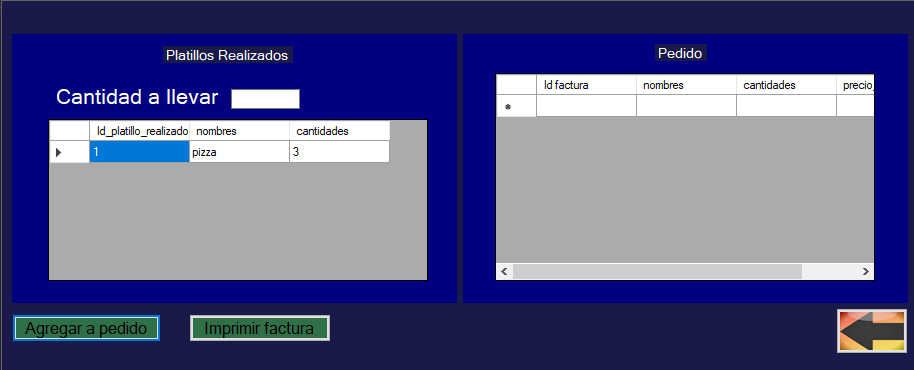 Platillos Realizados
Cantidad a llevar
Id_platillo_realizado nombres cantidades
1 pizza 3
Pedido
Id factura nombres cantidades precio_
Agregar a pedido
Imprimir factura